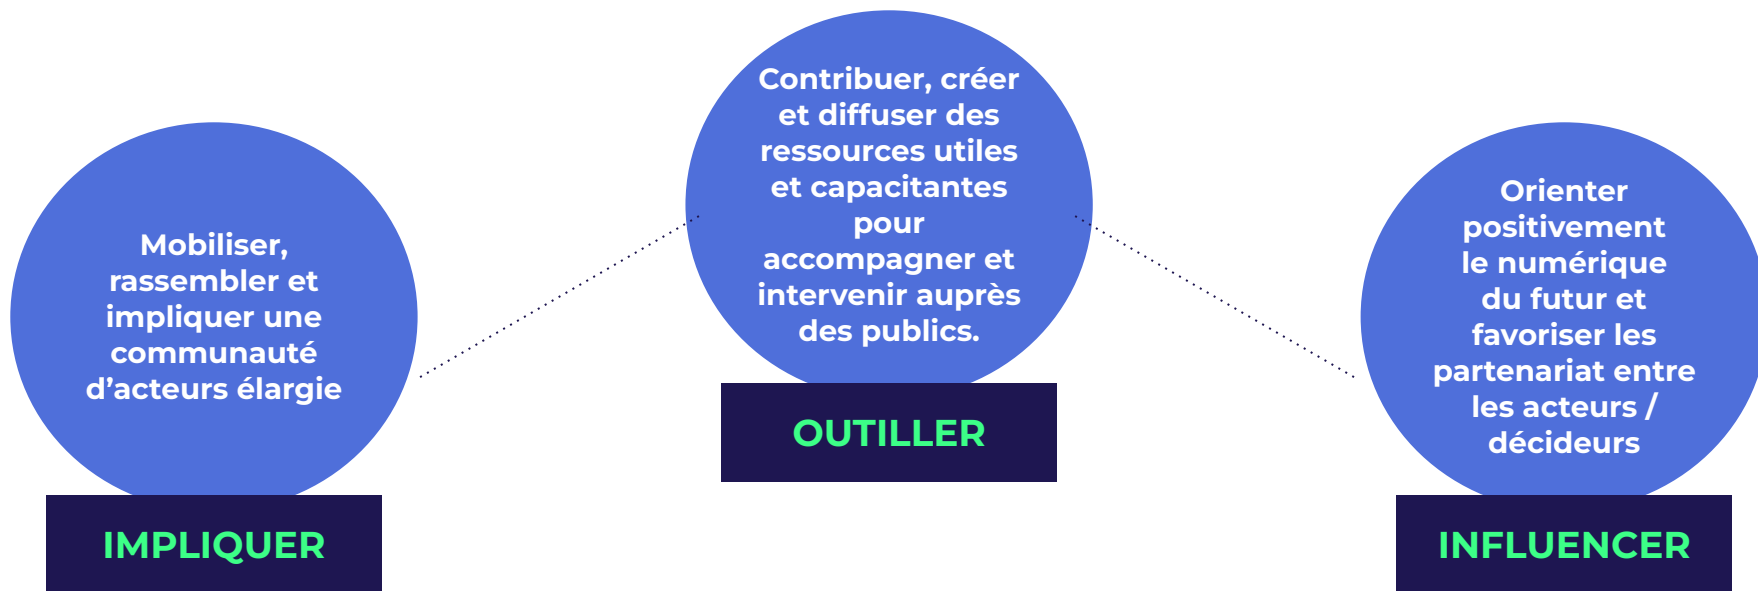 Mobiliser,
rassembler et
impliquer une
communauté
d’acteurs élargie
IMPLIQUER
Contribuer, créer
et diffuser des
ressources utiles
et capacitantes
pour
accompagner et
intervenir auprès
des publics.
OUTILLER
Orienter
positivement
le numérique
du futur et
favoriser les
partenariat entre
les acteurs /
décideurs
INFLUENCER